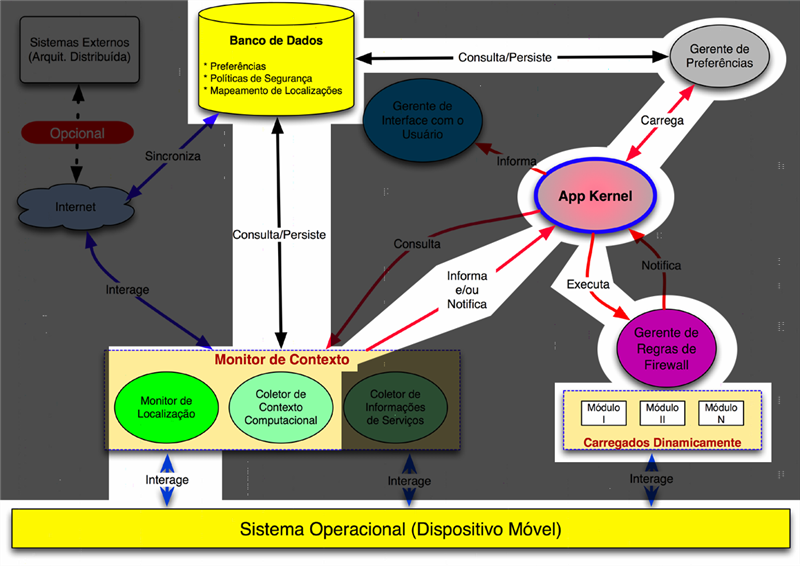 Sistemas Externos
(Arquit. Distribuída)
Opcional
Internet
Sincroniza
Interage
Banco de Dados
* Preferências
* Políticas de Segurança
* Mapeamento de Localizações
Consulta/Persiste
Gerente de
Preferências
Gerente de
Interface com o
Usuário
Informa
Carrega
App Kernel
Consulta/Persiste
Consulta
Informa
e/ou
Notifica
Executa
Notifica
Gerente de
Regras de
Firewall
Monitor de Contexto
Monitor de
Localização
Coletor de
Contexto
Computacional
Coletor de
Informações
de Serviços
Módulo
I
Módulo
II
Módulo
N
Carregados Dinamicamente
Interage
Interage
Interage
Sistema Operacional (Dispositivo Móvel)